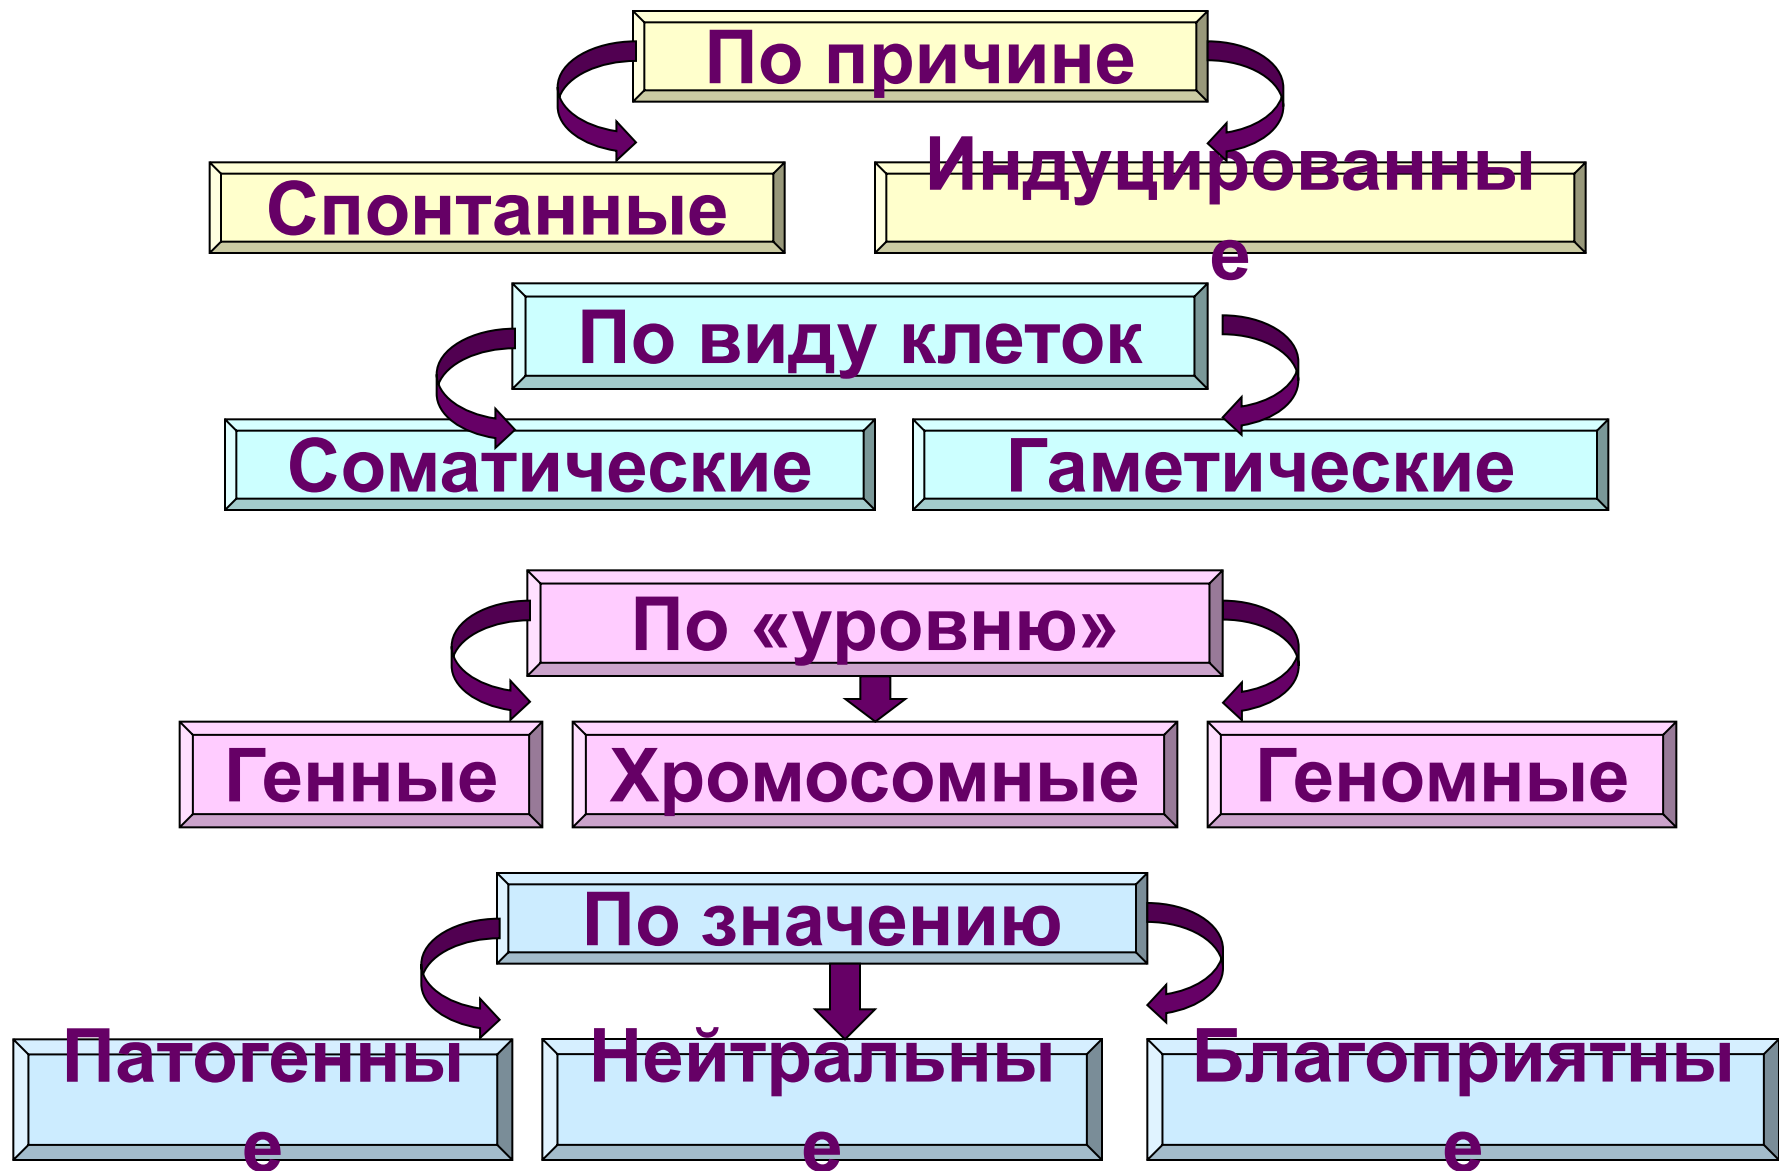 По причине
Спонтанные
Индуцированны
е
По виду клеток
Соматические
Гаметические
По «уровню»
Генные
Хромосомные
Геномные
По значению
Патогенны
е
Нейтральны
е
Благоприятны
е